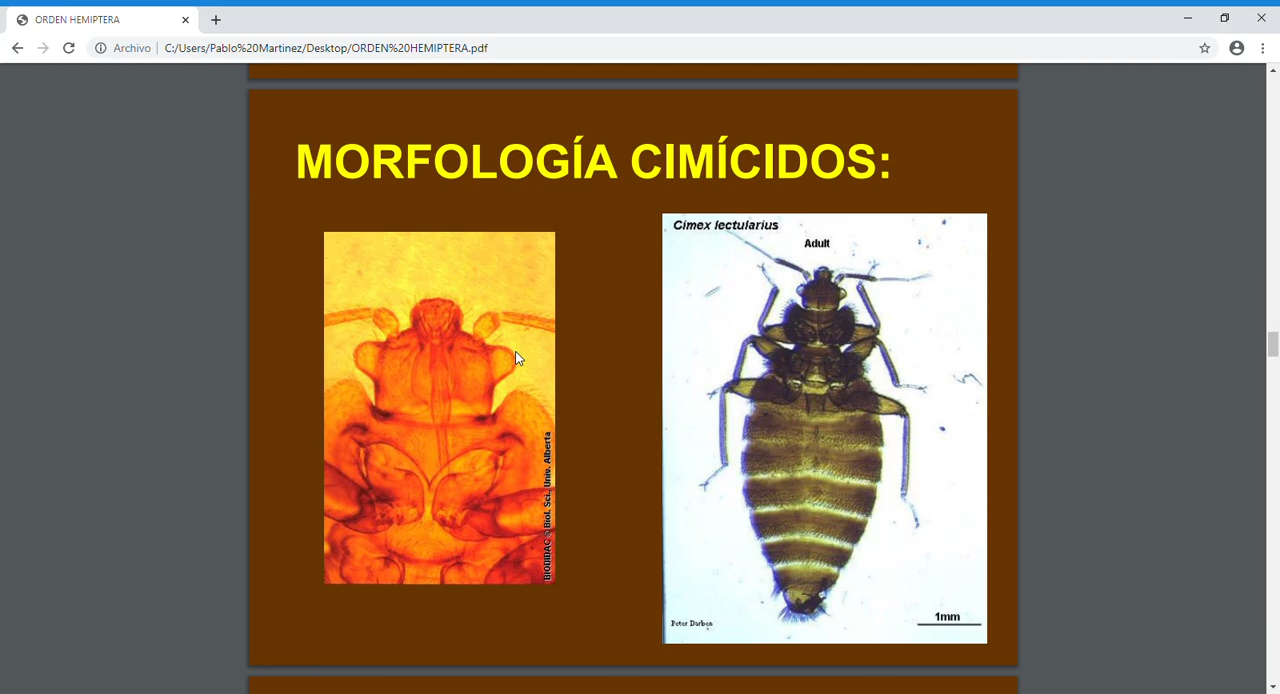 ORDEN HEMIPTERA
Archivo
C:/Users/Pablo%20Martinez/Desktop/ORDEN%20HEMIPTERA.pdf
MORFOLOGÍA CIMÍCIDOS:
BIODIDAC © Biol. Sci., Univ. Alberta
Cimex lectularius
Adult
1mm
Peter Darben